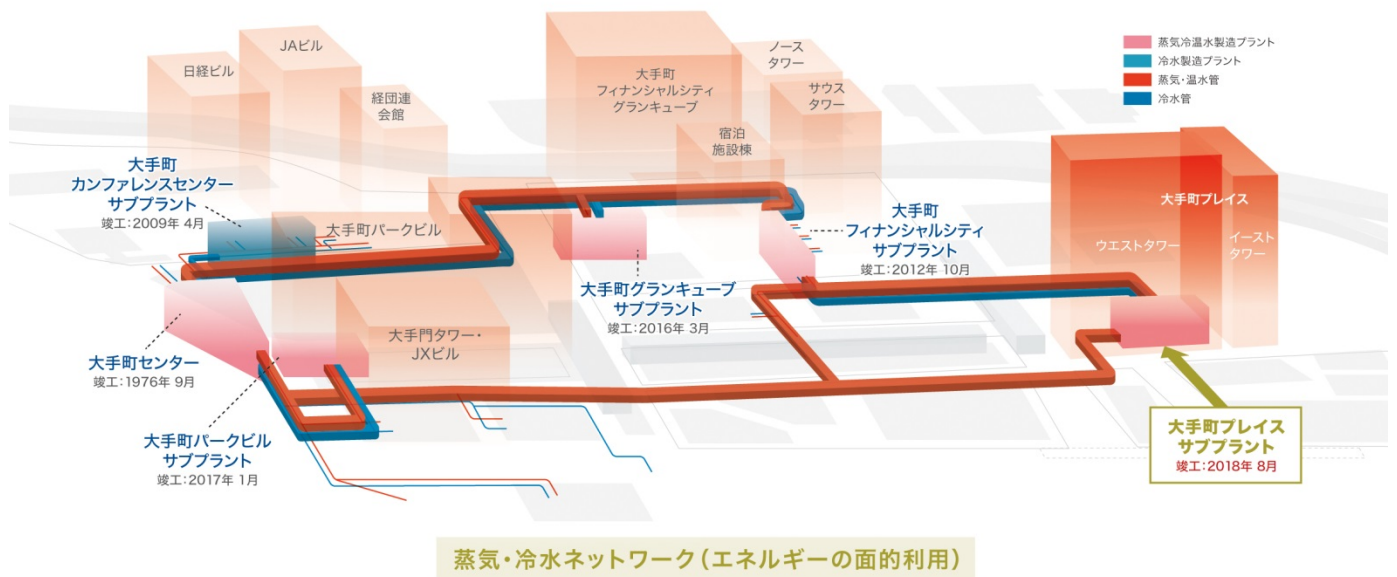 日経ビル
JAビル
経団連
会館
大手町
フィナンシャルシティ
グランキューブ
ノース
タワー
サウス
タワー
宿泊
施設棟
蒸気冷温水製造プラント
冷水製造プラント
蒸気・温水管
冷水管
大手町
カンファレンスセンター
サブプラント
竣工:2009年 4月
大手町パークビル
大手町プレイス
ウエストタワー
イースト
タワー
大手町
フィナンシャルシティ
サブプラント
竣工:2012年 10月
大手町グランキューブ
サブプラント
竣工:2016年 3月
大手門タワー・
JXビル
大手町センター
竣工:1976年 9月
大手町パークビル
サブプラント
竣工:2017年 1月
大手町プレイス
サブプラント
竣工:2018年 8月
蒸気・冷水ネットワーク(エネルギーの面的利用)